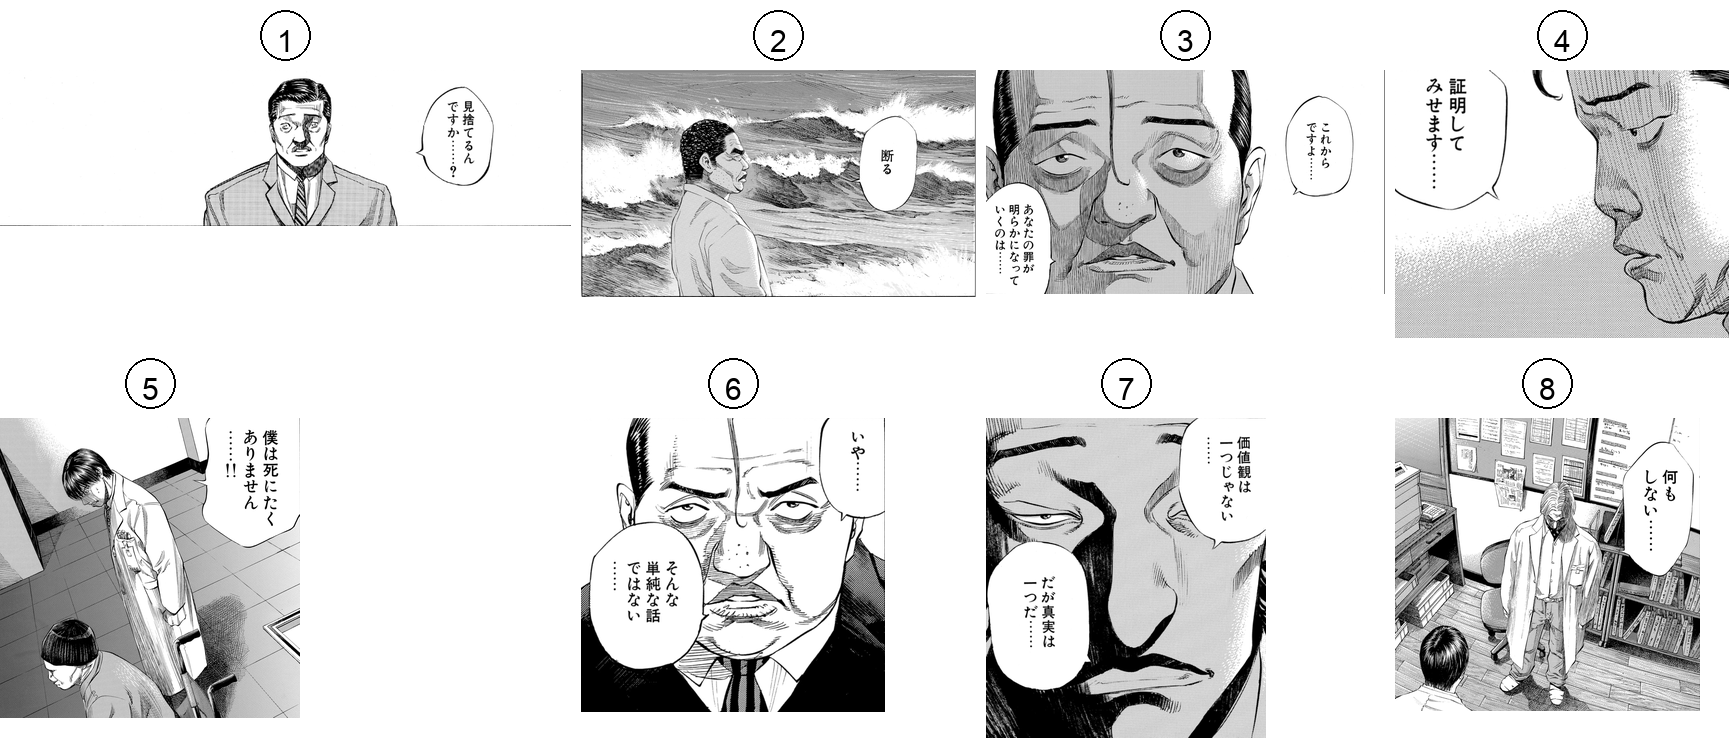 1
見捨てるん
ですか……?
2
断る
3
これから
ですよ……
あなたの罪が
明らかになって
いくのは……
4
証明して
みせます……
5
僕は死にたく
ありません
……!!
6
いや……
そんな
単純な話
ではない
……
7
価値観は
一つじゃない
……
だが真実は
一つだ……
8
何も
しない……